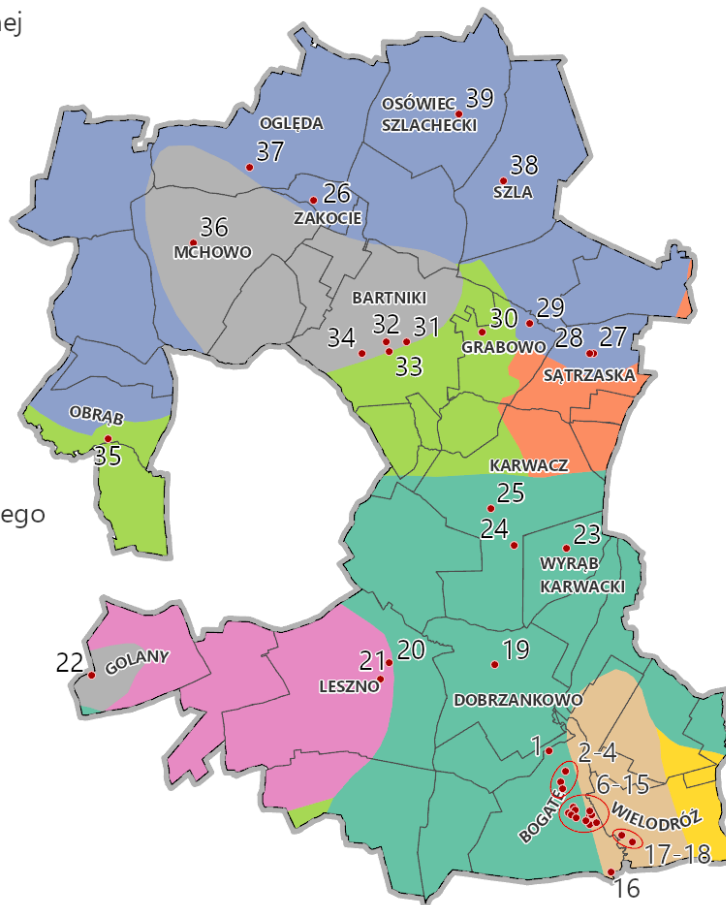 nej
39
OSÓWIEC
SZLACHECKI
OGLĘDA
37
38
SZLA
26
ZAKOCIE
36
MCHOWO
BARTNIKI
29
30
32
31
34
33
GRABOWO
28
27
SĄTRZASKA
OBRĄB
35
KARWACZ
25
ego
24
23
WYRĄB
KARWACKI
22
GOLANY
21
20
LESZNO
19
DOBRZANKOWO
1
2-4
6-15
BOGATE
WIELODRÓŻ
17-18
16